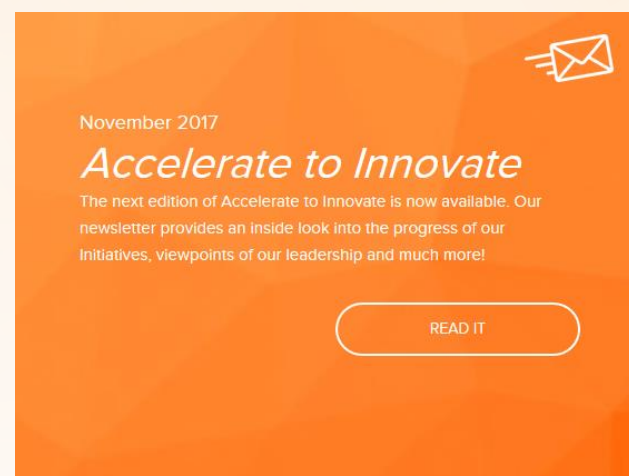 November 2017
Accelerate to Innovate
The next edition of Accelerate to Innovate is now available. Our
newsletter provides an inside look into the progress of our
Initiatives, viewpoints of our leadership and much more!
READ IT